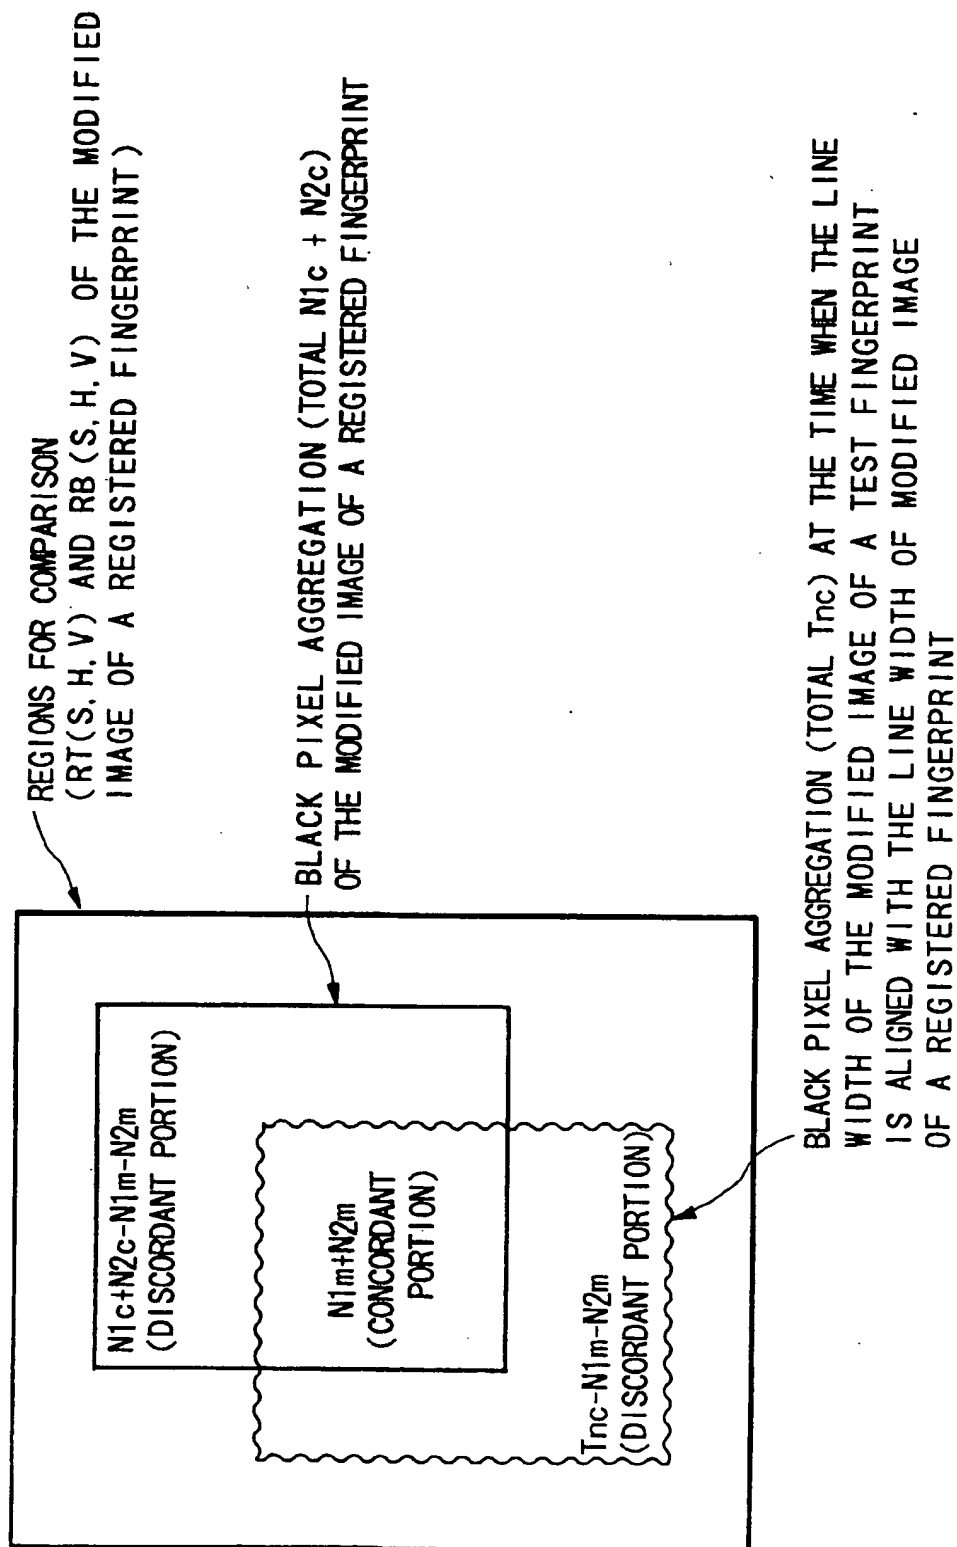 REGIONS FOR COMPARISON
(RT(S, H, V) AND RB(S, H, V) OF THE MODIFIED
IMAGE OF A REGISTERED FINGERPRINT)
BLACK PIXEL AGGREGATION (TOTAL N1c + N2c)
OF THE MODIFIED IMAGE OF A REGISTERED FINGERPRINT
N1c+N2c-N1m-N2m
(DISCORDANT PORTION)
N1m+N2m
(CONCORDANT
PORTION)
Tnc-N1m-N2m
(DISCORDANT PORTION)
BLACK PIXEL AGGREGATION (TOTAL Tnc) AT THE TIME WHEN THE LINE
WIDTH OF THE MODIFIED IMAGE OF A TEST FINGERPRINT
IS ALIGNED WITH THE LINE WIDTH OF MODIFIED IMAGE
OF A REGISTERED FINGERPRINT